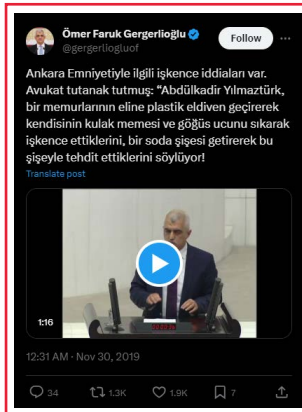 Ömer Faruk Gergerlioğlu
@gergerliogluof
Follow
Ankara Emniyetiyle ilgili işkence iddiaları var.
Avukat tutanak tutmuş: “Abdülkadir Yılmaztürk,
bir memurlarının eline plastik eldiven geçirerek
kendisinin kulak memesi ve göğüs ucunu sıkarak
işkence ettiklerini, bir soda şişesi getirerek bu
şişeyle tehdit ettiklerini söylüyor!
Translate post
1:16
12:31 AM · Nov 30, 2019
34
1.3K
1.9K
7